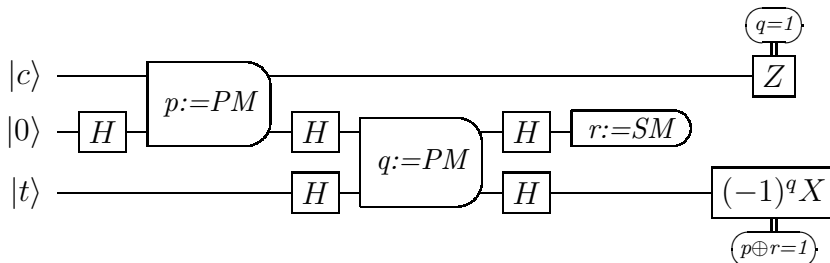 q=1
|c⟩ p:=PM Z
|0⟩ H H H r:=SM
q:=PM
|t⟩ H H (−1)^q X
p⊕r=1